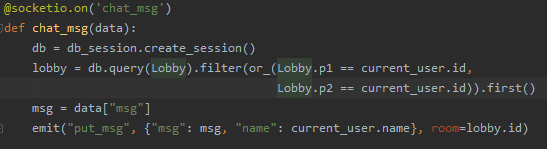 @socketio.on('chat_msg')
def chat_msg(data):
    db = db_session.create_session()
    lobby = db.query(Lobby).filter(or_(Lobby.p1 == current_user.id,
                                       Lobby.p2 == current_user.id)).first()
    msg = data["msg"]
    emit("put_msg", {"msg": msg, "name": current_user.name}, room=lobby.id)